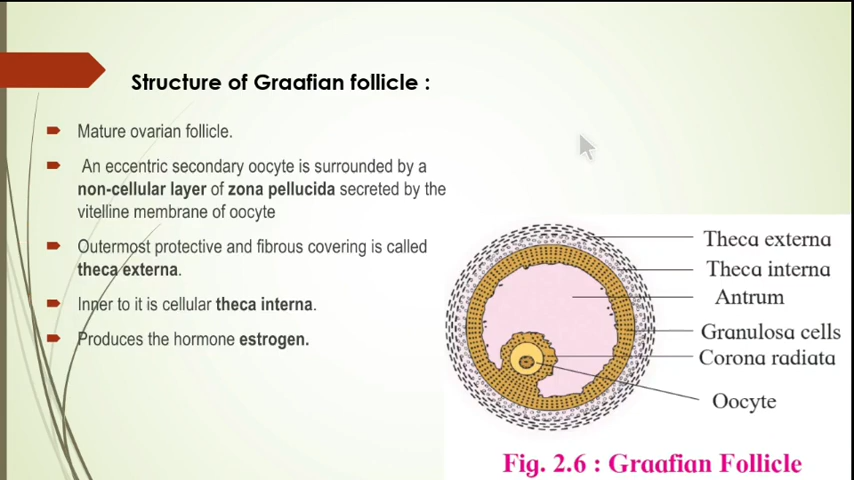 Structure of Graafian follicle :
Mature ovarian follicle.
An eccentric secondary oocyte is surrounded by a
non-cellular layer of zona pellucida secreted by the
vitelline membrane of oocyte
Outermost protective and fibrous covering is called
theca externa.
Inner to it is cellular theca interna.
Produces the hormone estrogen.
Theca externa
Theca interna
Antrum
Granulosa cells
Corona radiata
Oocyte
Fig. 2.6 : Graafian Follicle